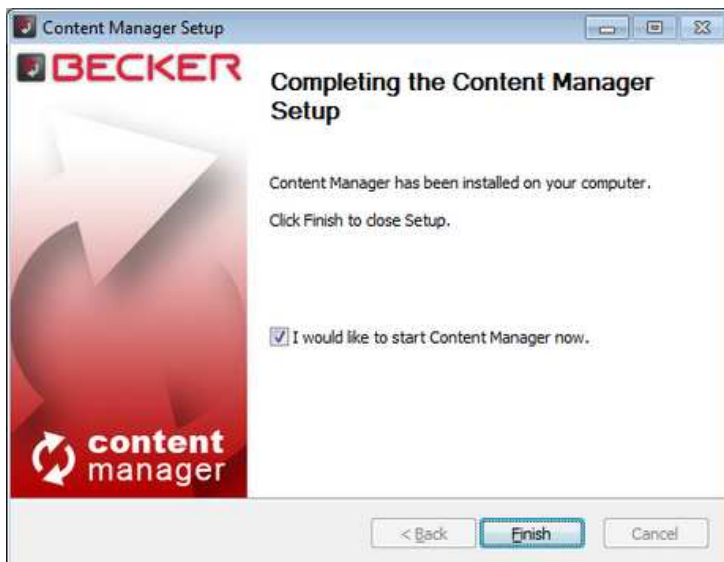 Content Manager Setup
BECKER
Completing the Content Manager
Setup
Content Manager has been installed on your computer.
Click Finish to close Setup.
I would like to start Content Manager now.
content
manager
< Back
Finish
Cancel